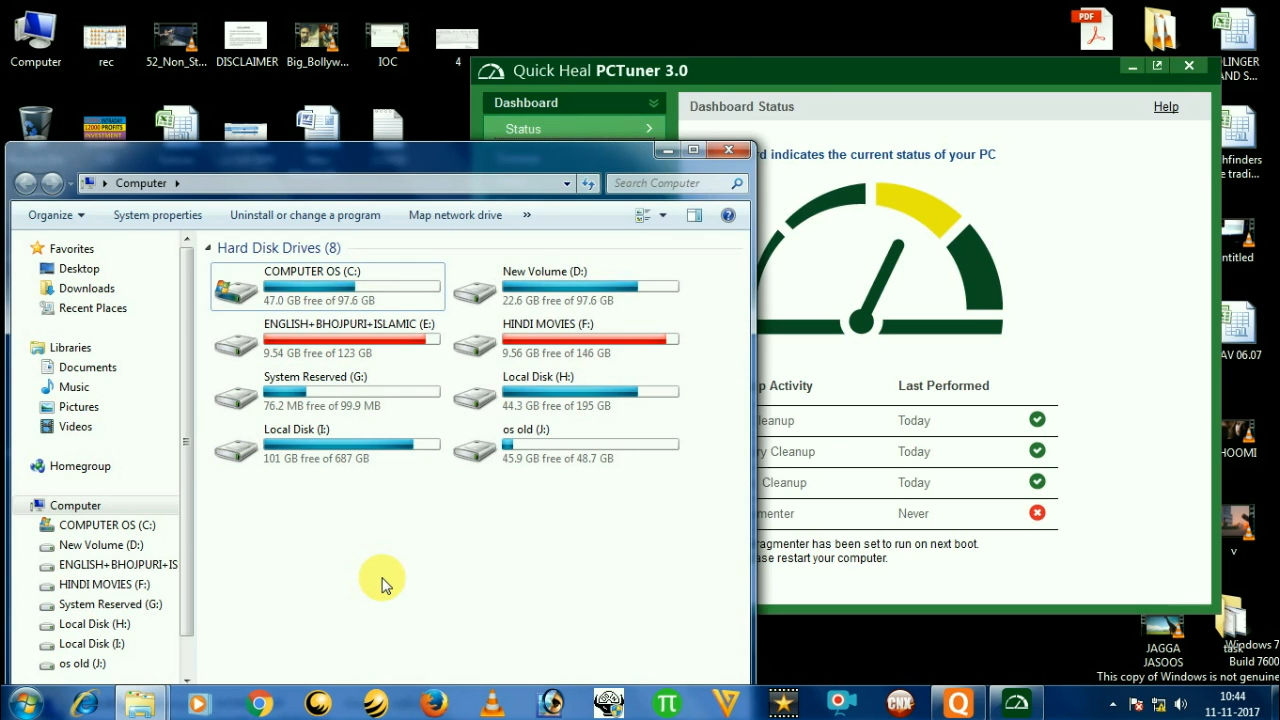 Computer
rec
52_Non_St...
DISCLAIMER
Big_Bollyw...
IOC
4
PDF
AND S...
Quick Heal PCTuner 3.0
Dashboard
Dashboard Status
Help
Status
d indicates the current status of your PC
Computer
Search Computer
Organize
System properties
Uninstall or change a program
Map network drive
»
Favorites
Desktop
Downloads
Recent Places
Libraries
Documents
Music
Pictures
Videos
Homegroup
Computer
COMPUTER OS (C:)
New Volume (D:)
ENGLISH+BHOJPURI+IS
HINDI MOVIES (F:)
System Reserved (G:)
Local Disk (H:)
Local Disk (I:)
os old (J:)
Hard Disk Drives (8)
COMPUTER OS (C:)
47.0 GB free of 97.6 GB
New Volume (D:)
22.6 GB free of 97.6 GB
ENGLISH+BHOJPURI+ISLAMIC (E:)
9.54 GB free of 123 GB
HINDI MOVIES (F:)
9.56 GB free of 146 GB
System Reserved (G:)
76.2 MB free of 99.9 MB
Local Disk (H:)
44.3 GB free of 195 GB
Local Disk (I:)
101 GB free of 687 GB
os old (J:)
45.9 GB free of 48.7 GB
p Activity
Last Performed
leanup
Today
ry Cleanup
Today
Cleanup
Today
menter
Never
ragmenter has been set to run on next boot.
ase restart your computer.
AV 06.07
HOOMI
v
JAGGA
JASOOS
Windows 7
Build 7600
This copy of Windows is not genuine
CNX
10:44
11-11-2017